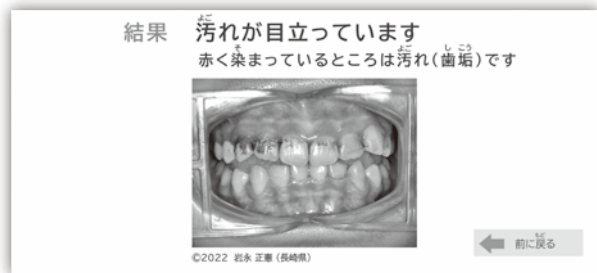 結果 汚れが目立っています
赤く染まっているところは汚れ(歯垢)です
©2022 岩永 正憲(長崎県)
前に戻る